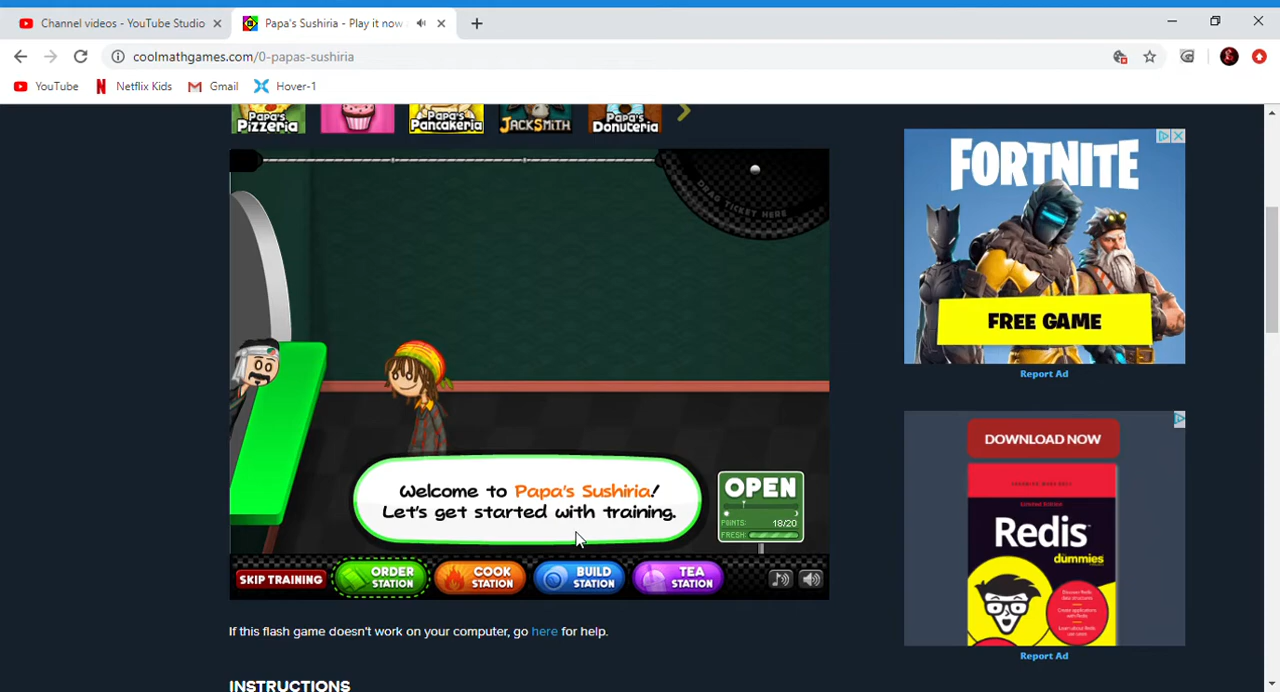 Channel videos - YouTube Studio
Papa's Sushiria - Play it now
coolmathgames.com/0-papas-sushiria
YouTube
Netflix Kids
Gmail
Hover-1
Papa's
Pizzeria
Papa's
Pancakeria
JACKSMITH
Papa's
Donuteria
DRAG TICKET HERE
FORTNITE
FREE GAME
Report Ad
Welcome to Papa's Sushiria!
Let's get started with training.
OPEN
POINTS: 18/20
FRESH:
SKIP TRAINING
ORDER
STATION
COOK
STATION
BUILD
STATION
TEA
STATION
If this flash game doesn't work on your computer, go here for help.
INSTRUCTIONS
DOWNLOAD NOW
Redis
dummies
Report Ad